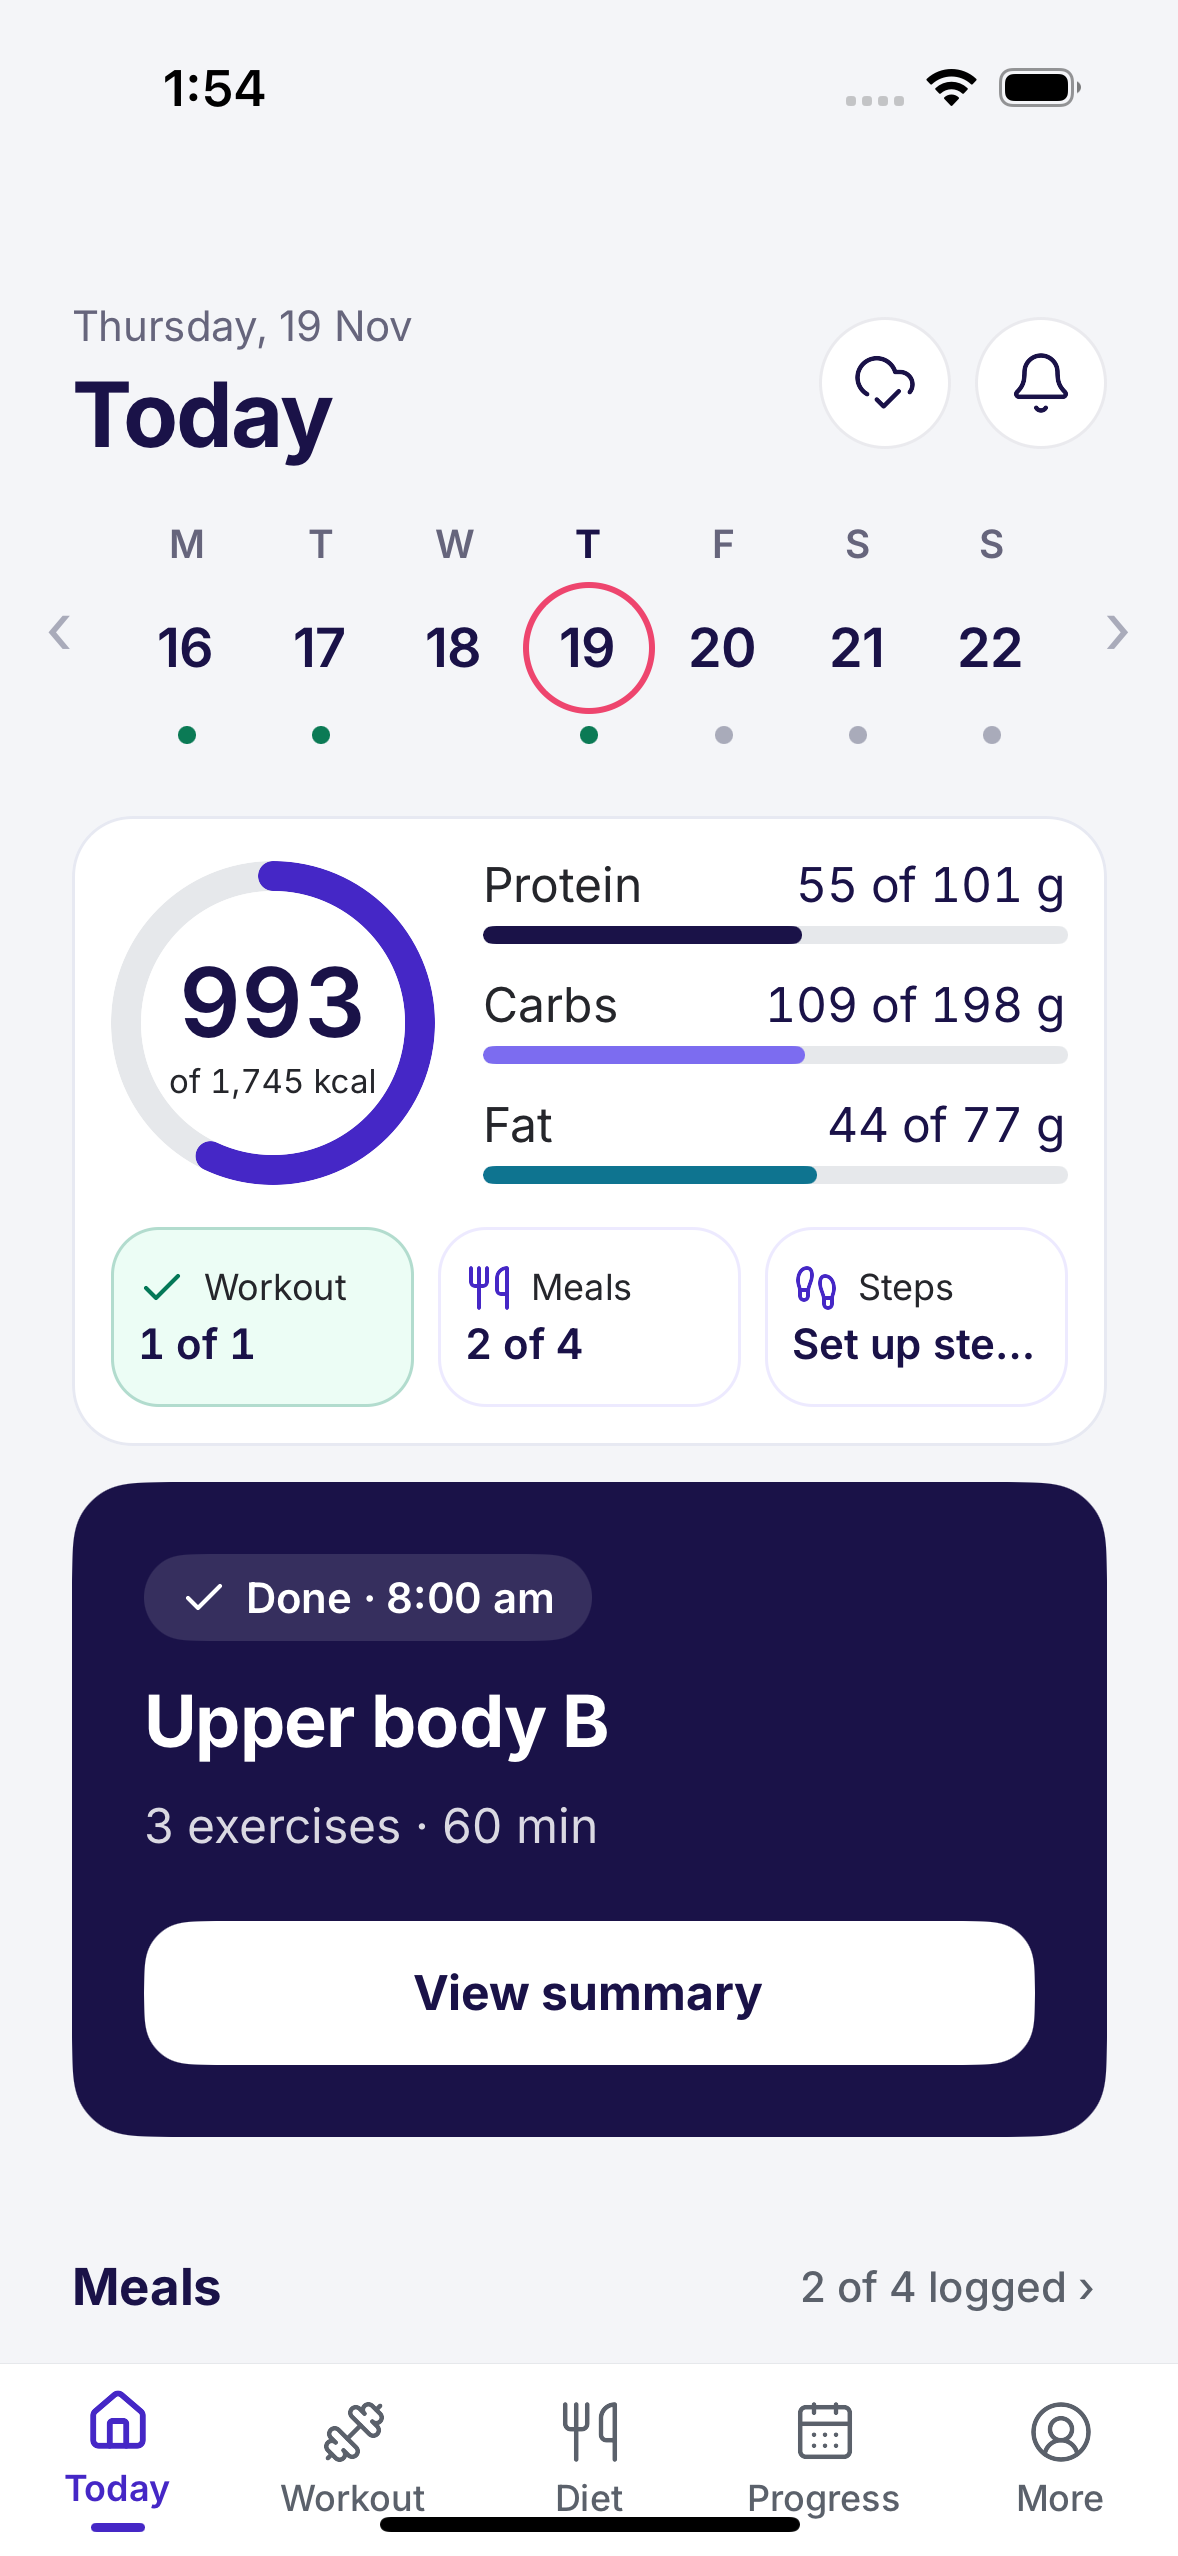 1:54
Thursday, 19 Nov
Today
M T W T F S S
‹ 16 17 18 19 20 21 22 ›
993
of 1,745 kcal
Protein 55 of 101 g
Carbs 109 of 198 g
Fat 44 of 77 g
Workout
1 of 1
Meals
2 of 4
Steps
Set up ste...
Done · 8:00 am
Upper body B
3 exercises · 60 min
View summary
Meals 2 of 4 logged ›
Today Workout Diet Progress More